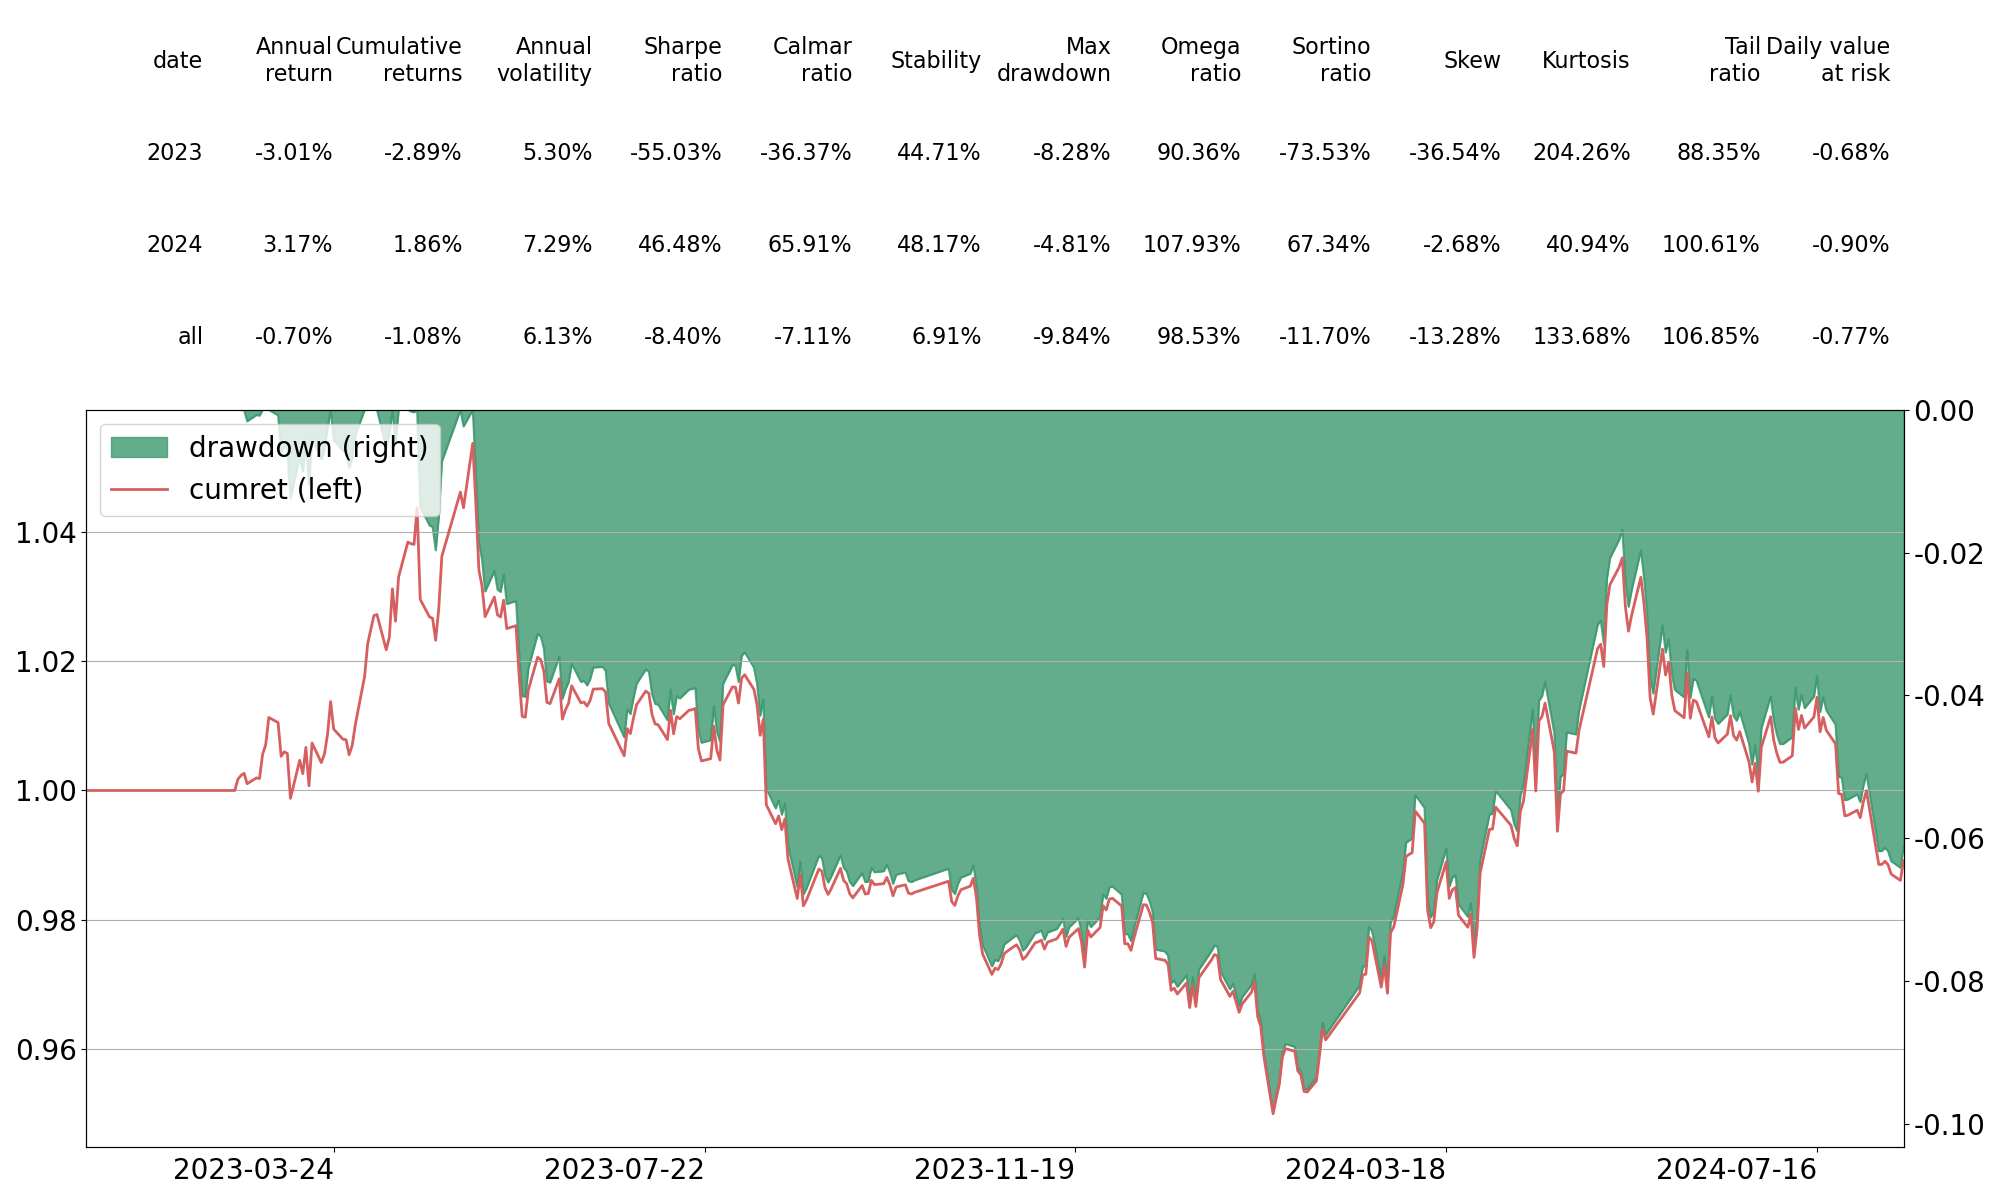 date Annual return Cumulative returns Annual volatility Sharpe ratio Calmar ratio Stability Max drawdown Omega ratio Sortino ratio Skew Kurtosis Tail ratio Daily value at risk
2023 -3.01% -2.89% 5.30% -55.03% -36.37% 44.71% -8.28% 90.36% -73.53% -36.54% 204.26% 88.35% -0.68%
2024 3.17% 1.86% 7.29% 46.48% 65.91% 48.17% -4.81% 107.93% 67.34% -2.68% 40.94% 100.61% -0.90%
all -0.70% -1.08% 6.13% -8.40% -7.11% 6.91% -9.84% 98.53% -11.70% -13.28% 133.68% 106.85% -0.77%
drawdown (right)
cumret (left)
1.04
1.02
1.00
0.98
0.96
0.00
-0.02
-0.04
-0.06
-0.08
-0.10
2023-03-24 2023-07-22 2023-11-19 2024-03-18 2024-07-16